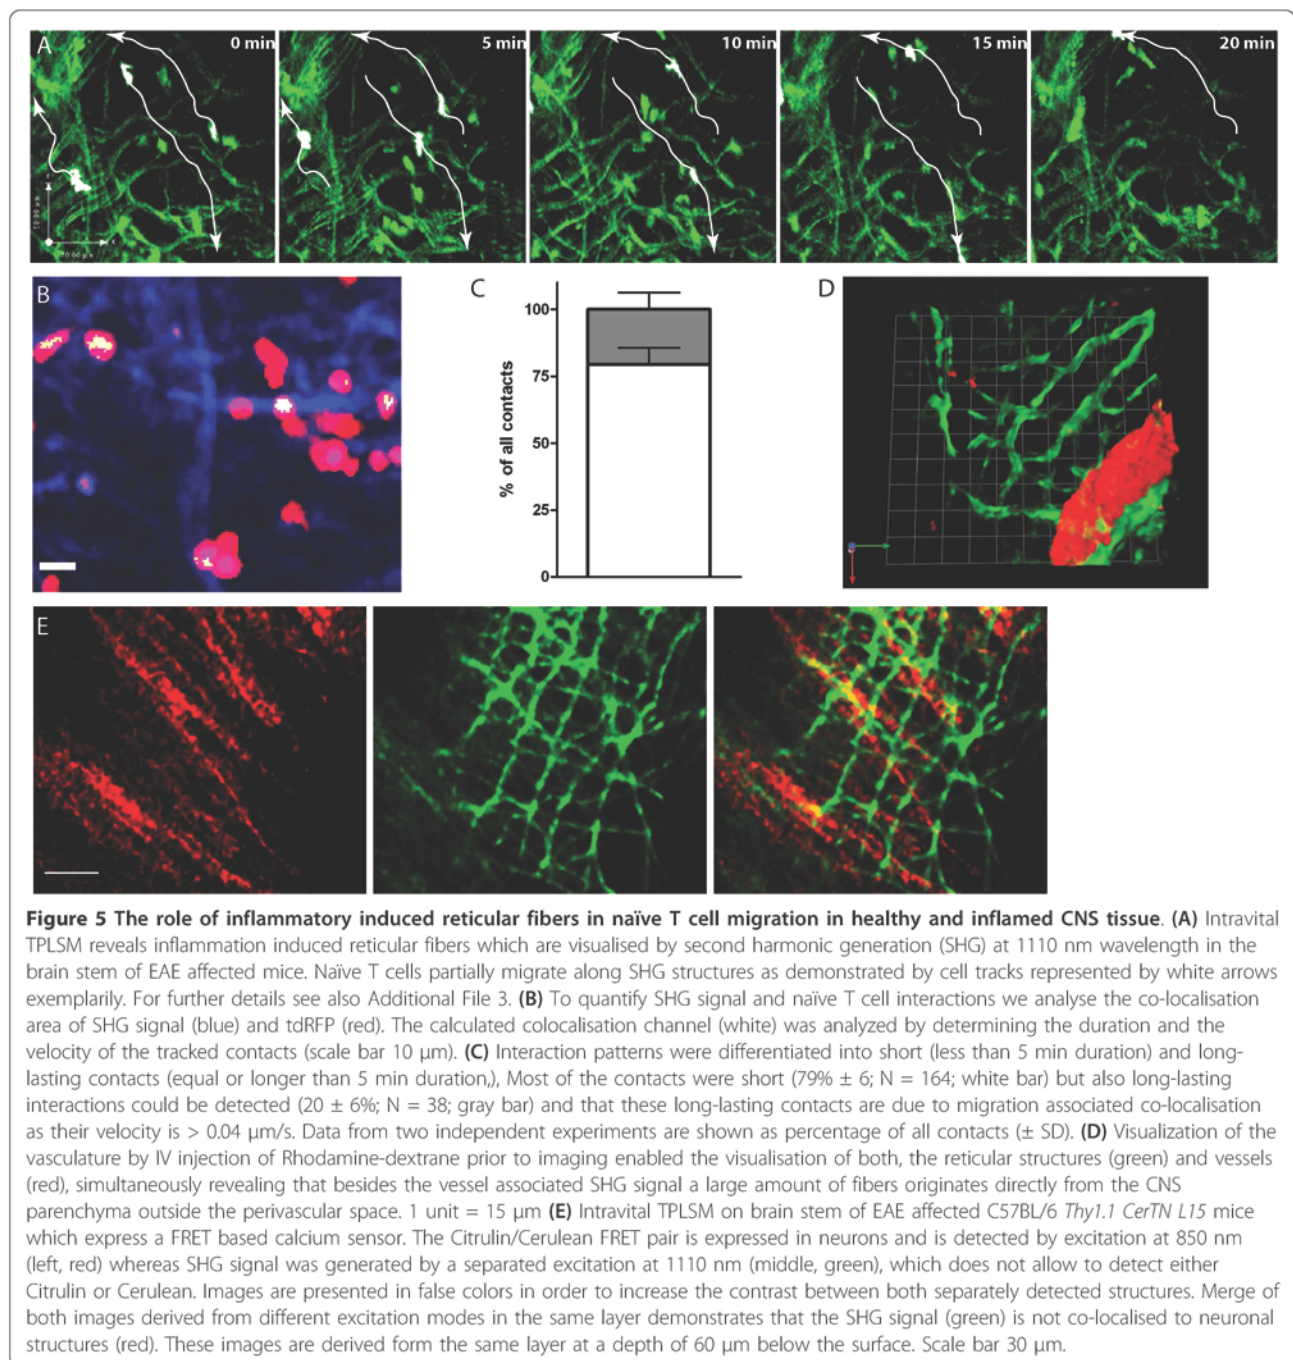 A
0 min
5 min
10 min
15 min
20 min
B
C
D
% of all contacts
100
75
50
25
0
E
Figure 5 The role of inflammatory induced reticular fibers in naïve T cell migration in healthy and inflamed CNS tissue. (A) Intravital
TPLSM reveals inflammation induced reticular fibers which are visualised by second harmonic generation (SHG) at 1110 nm wavelength in the
brain stem of EAE affected mice. Naïve T cells partially migrate along SHG structures as demonstrated by cell tracks represented by white arrows
exemplarily. For further details see also Additional File 3. (B) To quantify SHG signal and naïve T cell interactions we analyse the co-localisation
area of SHG signal (blue) and tdRFP (red). The calculated colocalisation channel (white) was analyzed by determining the duration and the
velocity of the tracked contacts (scale bar 10 μm). (C) Interaction patterns were differentiated into short (less than 5 min duration) and long-
lasting contacts (equal or longer than 5 min duration,), Most of the contacts were short (79% ± 6; N = 164; white bar) but also long-lasting
interactions could be detected (20 ± 6%; N = 38; gray bar) and that these long-lasting contacts are due to migration associated co-localisation
as their velocity is > 0.04 μm/s. Data from two independent experiments are shown as percentage of all contacts (± SD). (D) Visualization of the
vasculature by IV injection of Rhodamine-dextrane prior to imaging enabled the visualisation of both, the reticular structures (green) and vessels
(red), simultaneously revealing that besides the vessel associated SHG signal a large amount of fibers originates directly from the CNS
parenchyma outside the perivascular space. 1 unit = 15 μm (E) Intravital TPLSM on brain stem of EAE affected C57BL/6 Thy1.1 CerTN L15 mice
which express a FRET based calcium sensor. The Citrulin/Cerulean FRET pair is expressed in neurons and is detected by excitation at 850 nm
(left, red) whereas SHG signal was generated by a separated excitation at 1110 nm (middle, green), which does not allow to detect either
Citrulin or Cerulean. Images are presented in false colors in order to increase the contrast between both separately detected structures. Merge of
both images derived from different excitation modes in the same layer demonstrates that the SHG signal (green) is not co-localised to neuronal
structures (red). These images are derived form the same layer at a depth of 60 μm below the surface. Scale bar 30 μm.